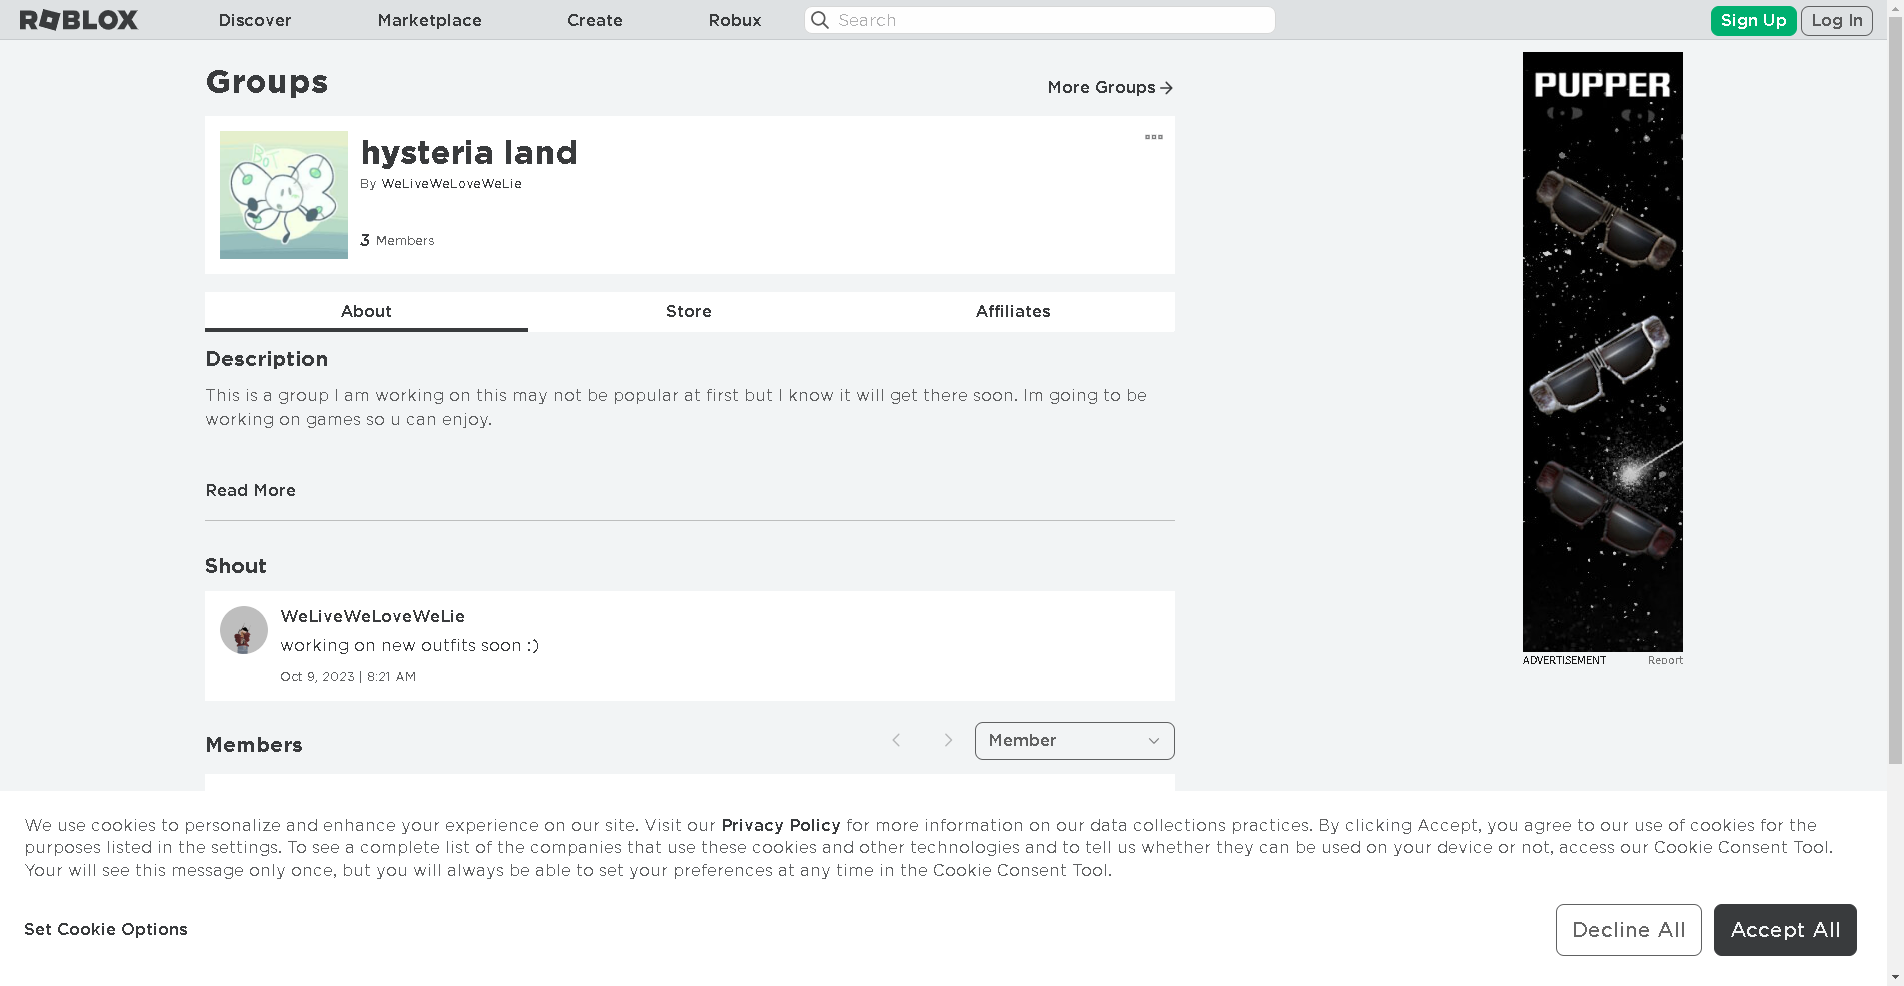 ROBLOX
Discover
Marketplace
Create
Robux
Search
Sign Up
Log In
Groups
More Groups
BOT
hysteria land
By WeLiveWeLoveWeLie
3 Members
About
Store
Affiliates
Description
This is a group I am working on this may not be popular at first but I know it will get there soon. Im going to be
working on games so u can enjoy.
Read More
Shout
WeLiveWeLoveWeLie
working on new outfits soon :)
Oct 9, 2023 | 8:21 AM
Members
Member
PUPPER
ADVERTISEMENT
Report
We use cookies to personalize and enhance your experience on our site. Visit our Privacy Policy for more information on our data collections practices. By clicking Accept, you agree to our use of cookies for the
purposes listed in the settings. To see a complete list of the companies that use these cookies and other technologies and to tell us whether they can be used on your device or not, access our Cookie Consent Tool.
Your will see this message only once, but you will always be able to set your preferences at any time in the Cookie Consent Tool.
Set Cookie Options
Decline All
Accept All